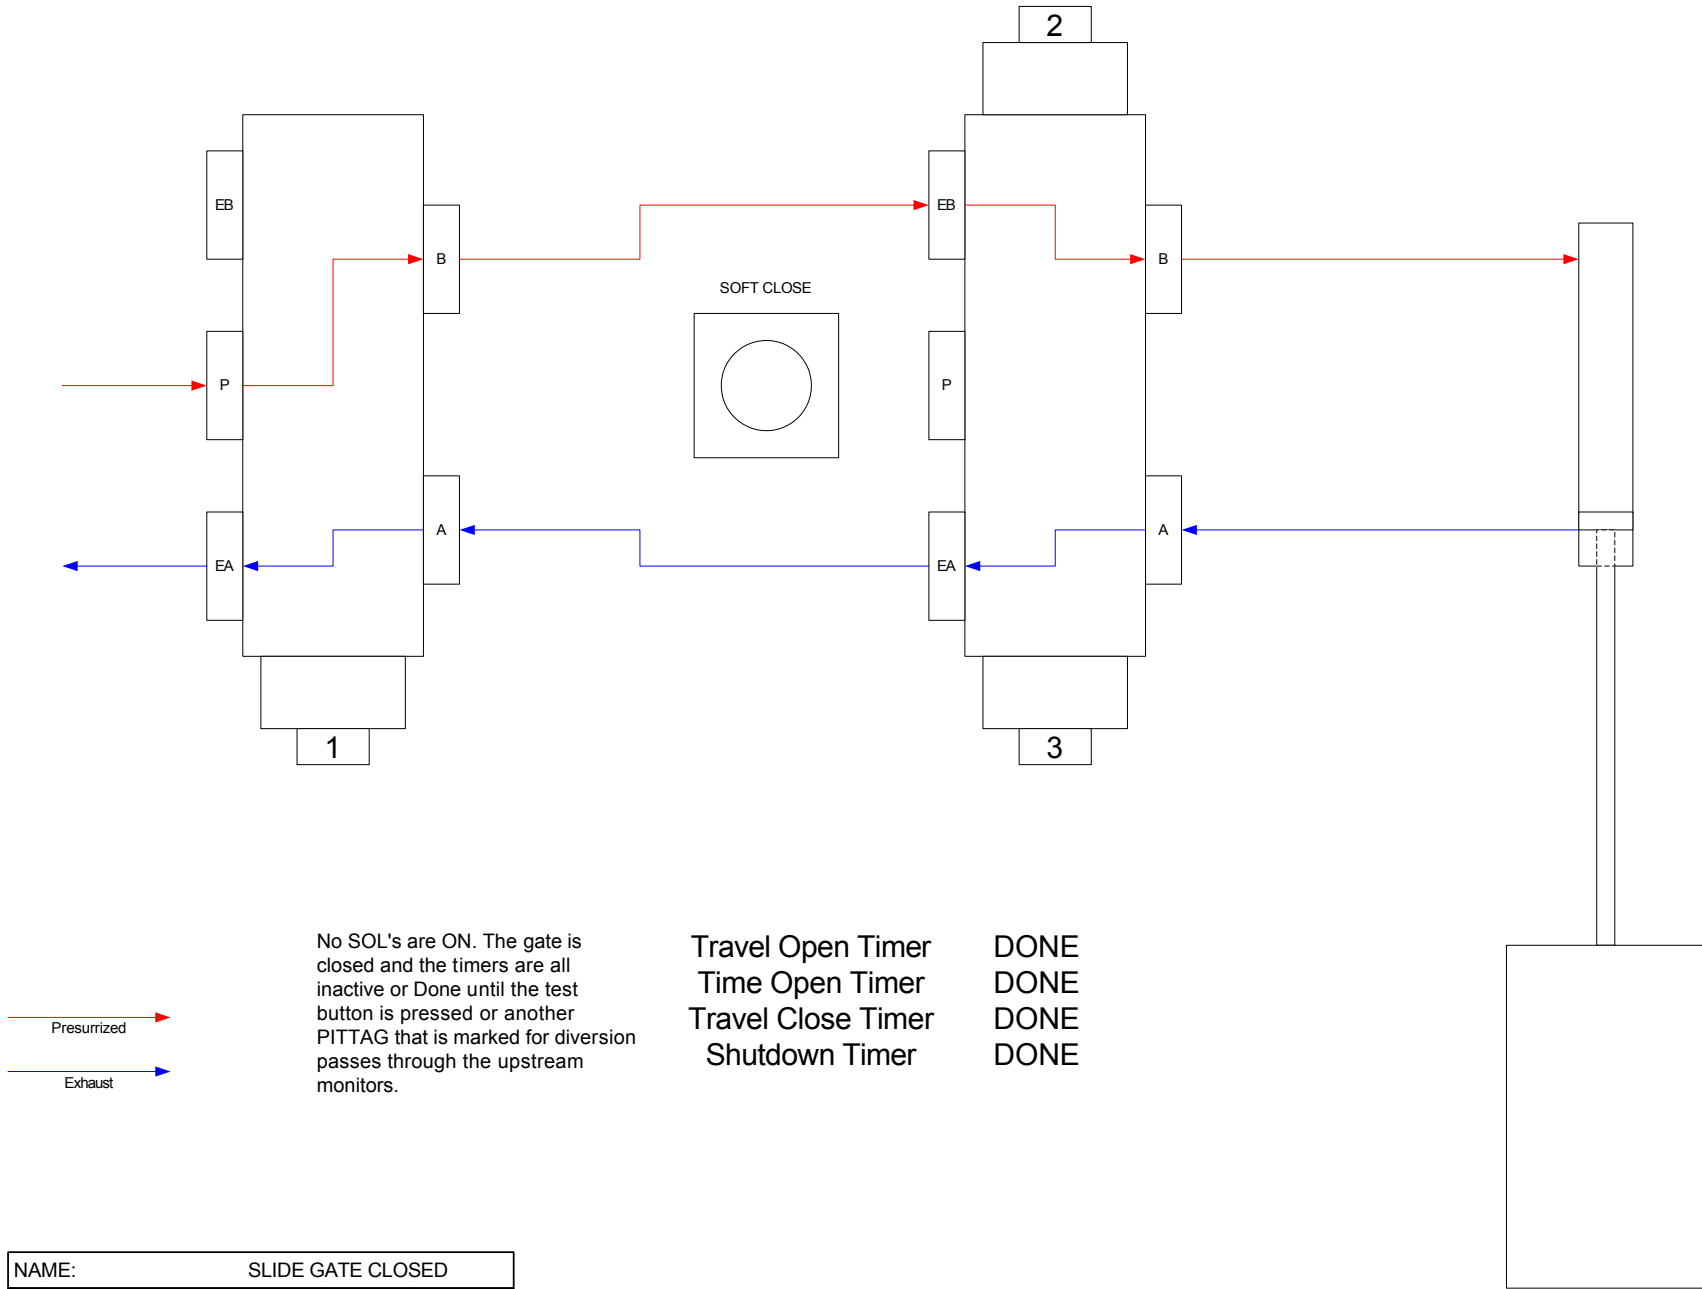 2
EB
EB
B
B
SOFT CLOSE
P
P
A
A
EA
EA
1
3
No SOL's are ON. The gate is
closed and the timers are all
inactive or Done until the test
button is pressed or another
PITTAG that is marked for diversion
passes through the upstream
monitors.
Travel Open Timer DONE
Time Open Timer DONE
Travel Close Timer DONE
Shutdown Timer DONE
Presurrized
Exhaust
NAME: SLIDE GATE CLOSED